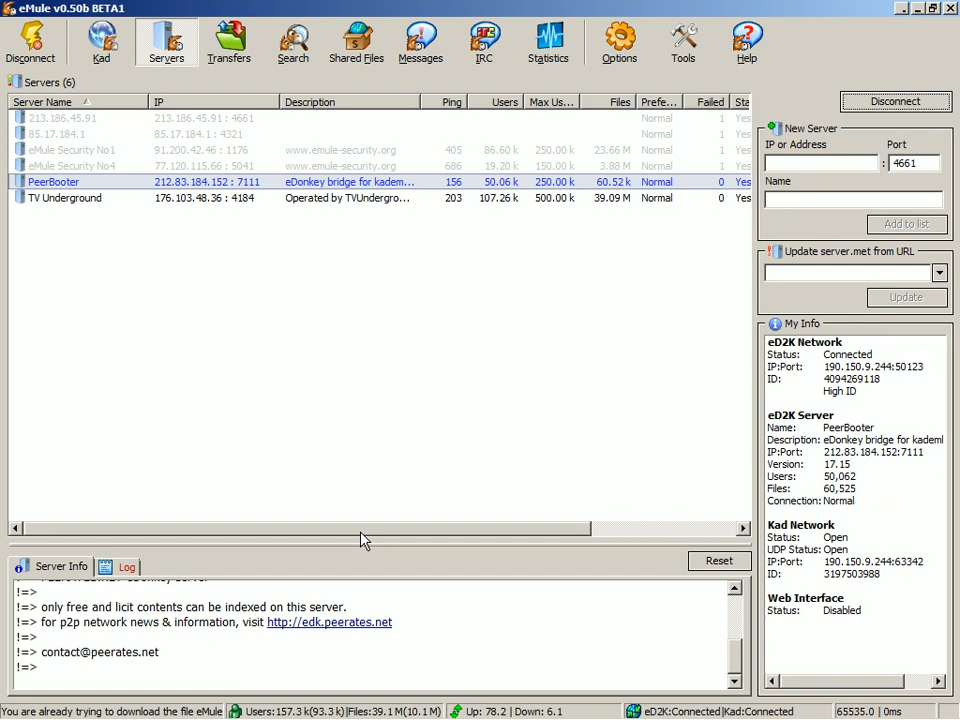 eMule v0.50b BETA1
Disconnect
Kad
Servers
Transfers
Search
Shared Files
Messages
IRC
Statistics
Options
Tools
Help
Servers (6)
Server Name IP Description Ping Users Max Us... Files Prefe... Failed Sta
213.186.45.91 213.186.45.91 : 4661 Normal 1 Yes
85.17.184.1 85.17.184.1 : 4321 Normal 1 Yes
eMule Security No1 91.200.42.46 : 1176 www.emule-security.org 405 86.60 k 250.00 k 23.66 M Normal 1 Yes
eMule Security No4 77.120.115.66 : 5041 www.emule-security.org 686 19.20 k 150.00 k 3.88 M Normal 1 Yes
PeerBooter 212.83.184.152 : 7111 eDonkey bridge for kadem... 156 50.06 k 250.00 k 60.52 k Normal 0 Yes
TV Underground 176.103.48.36 : 4184 Operated by TVUndergro... 203 107.26 k 500.00 k 39.09 M Normal 0 Yes
Disconnect
New Server
IP or Address Port
: 4661
Name
Add to list
Update server.met from URL
Update
My Info
eD2K Network
Status: Connected
IP:Port: 190.150.9.244:50123
ID: 4094269118
High ID
eD2K Server
Name: PeerBooter
Description: eDonkey bridge for kademl
IP:Port: 212.83.184.152:7111
Version: 17.15
Users: 50,062
Files: 60,525
Connection: Normal
Kad Network
Status: Open
UDP Status: Open
IP:Port: 190.150.9.244:63342
ID: 3197503988
Web Interface
Status: Disabled
Server Info
Log
Reset
!=>
!=> only free and licit contents can be indexed on this server.
!=> for p2p network news & information, visit http://edk.peerates.net
!=>
!=> contact@peerates.net
!=>
You are already trying to download the file eMule
Users:157.3 k(93.3 k)|Files:39.1 M(10.1 M)
Up: 78.2 | Down: 6.1
eD2K:Connected|Kad:Connected
65535.0 | 0ms